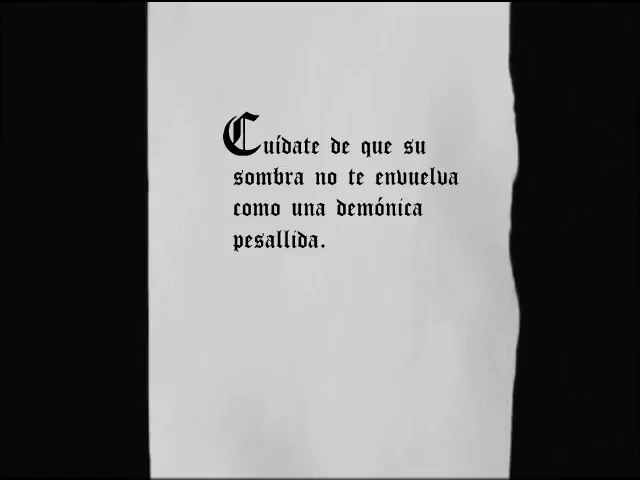 Cuídate de que su
sombra no te envuelva
como una demónica
pesallida.